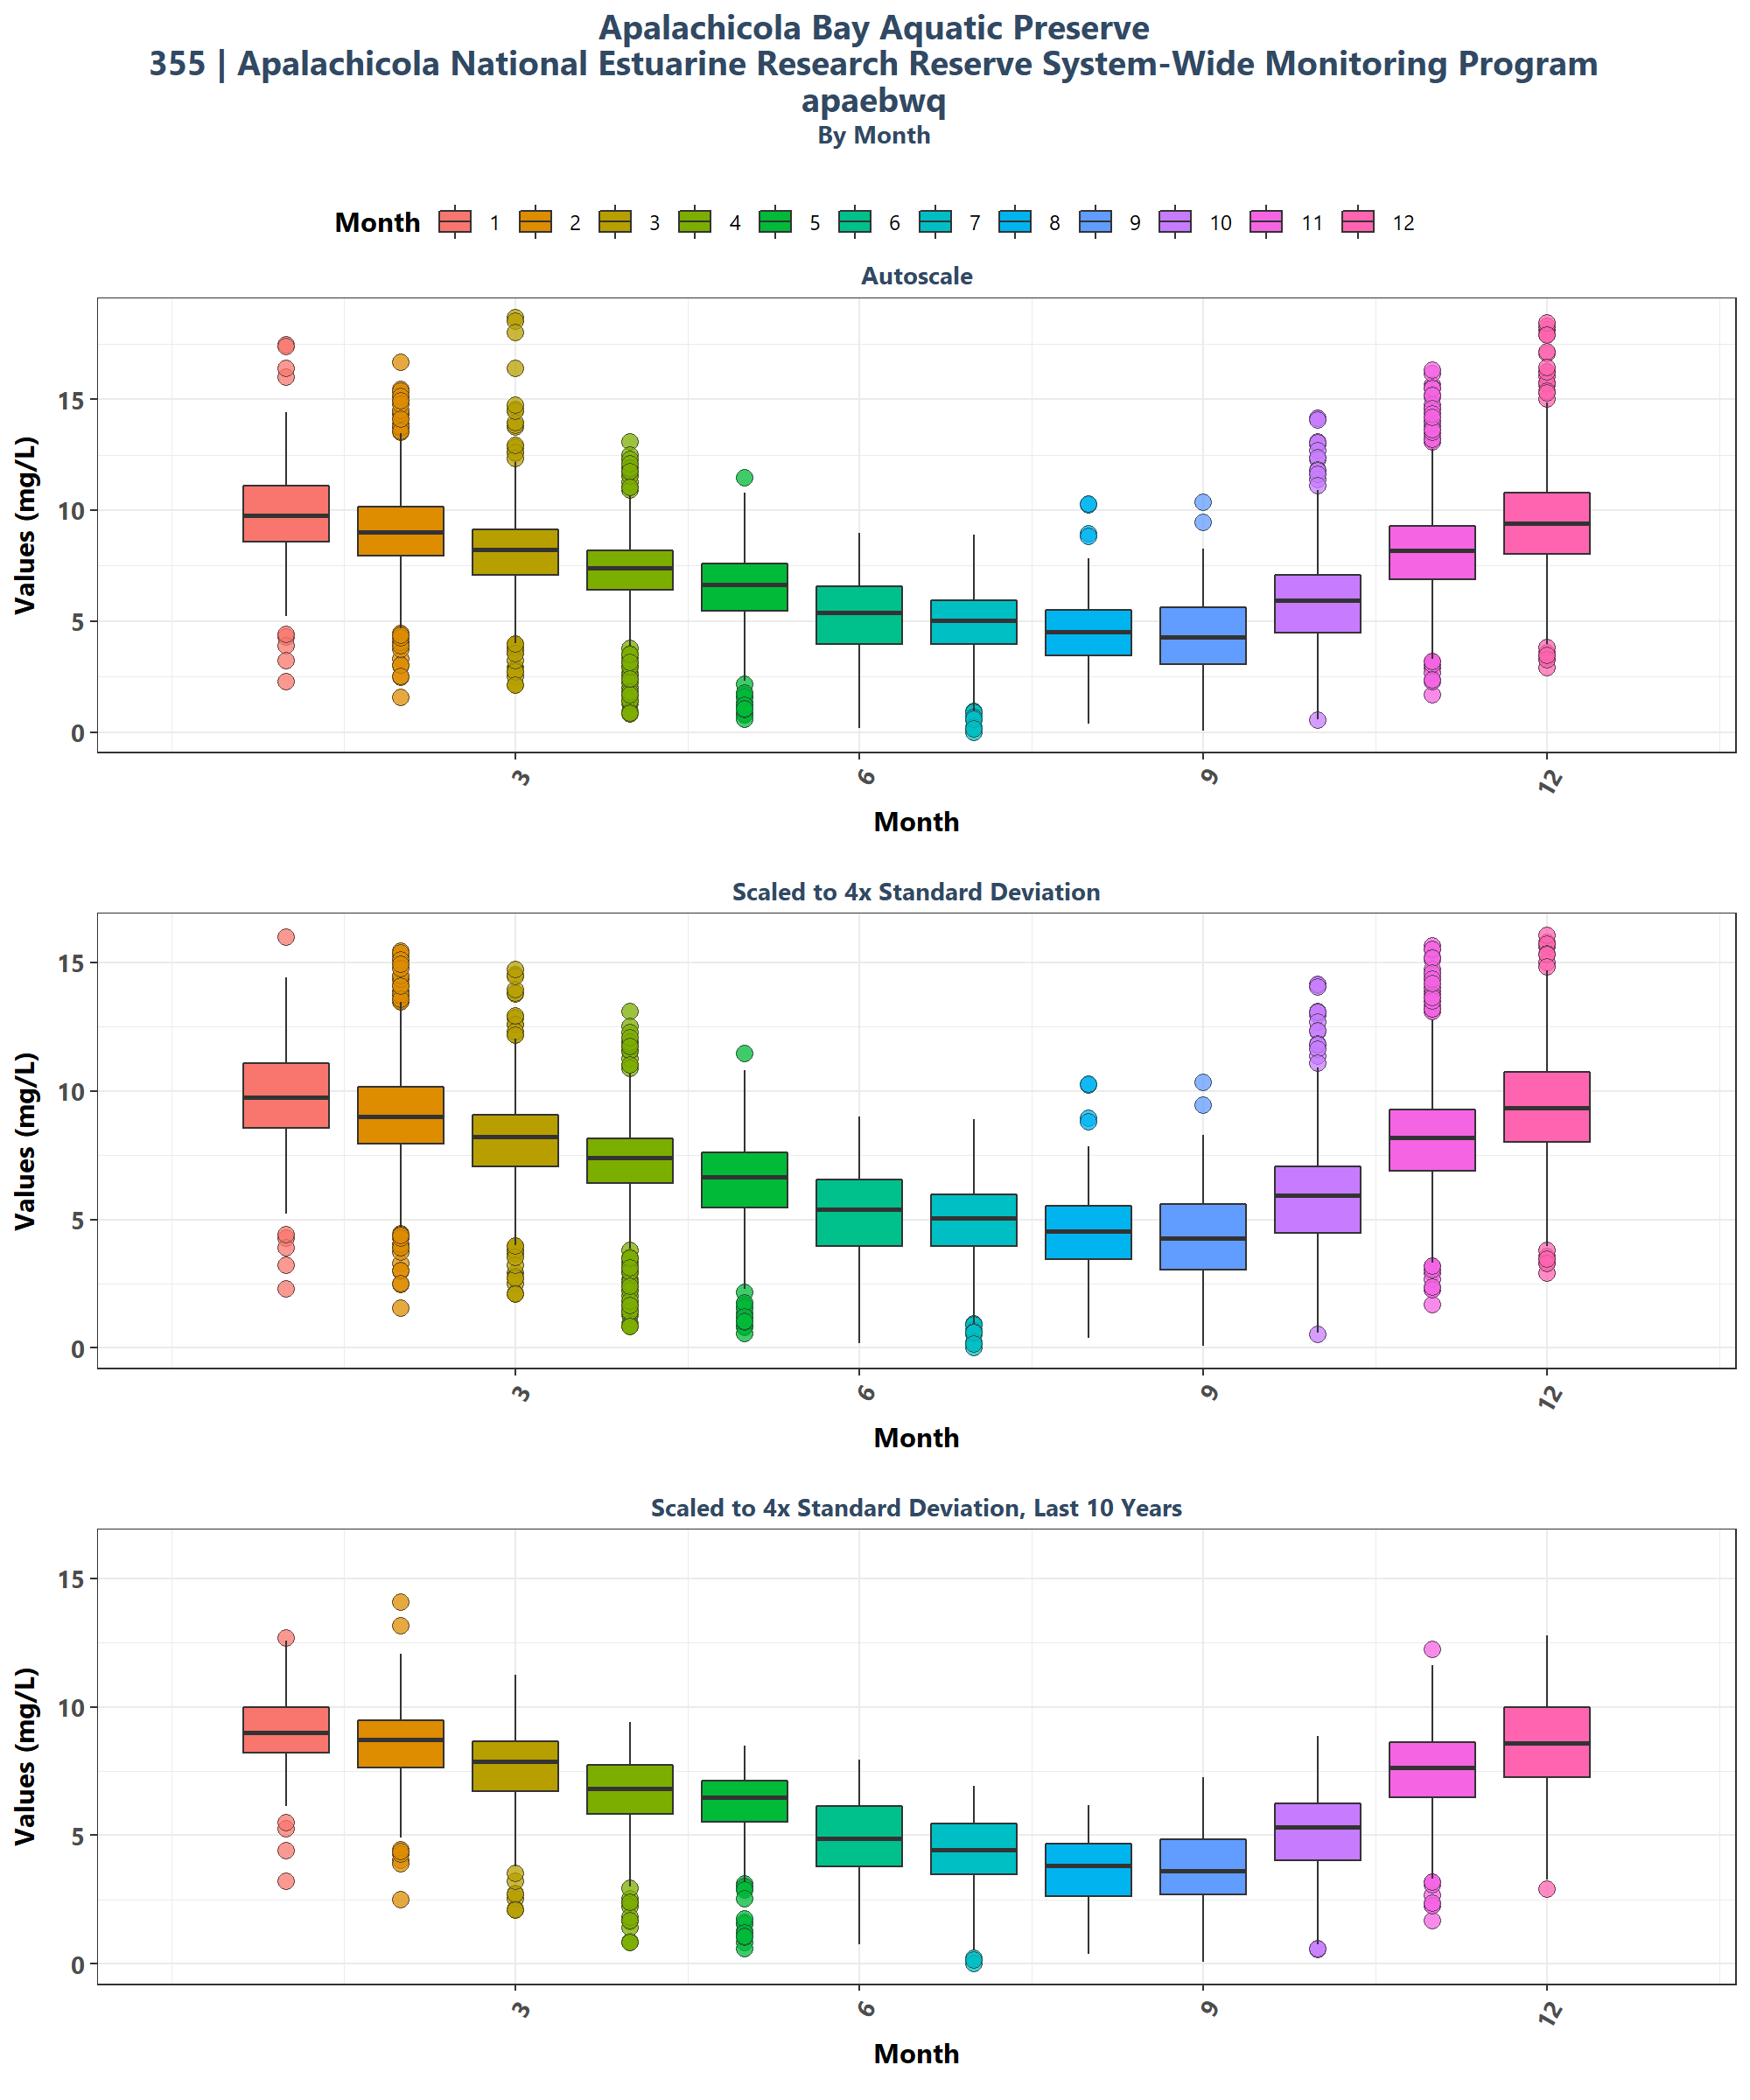 Apalachicola Bay Aquatic Preserve
355 | Apalachicola National Estuarine Research Reserve System-Wide Monitoring Program
apaebwq
By Month
Month 1 2 3 4 5 6 7 8 9 10 11 12
Autoscale
Values (mg/L)
15
10
5
0
3 6 9 12
Month
Scaled to 4x Standard Deviation
Values (mg/L)
15
10
5
0
3 6 9 12
Month
Scaled to 4x Standard Deviation, Last 10 Years
Values (mg/L)
15
10
5
0
3 6 9 12
Month